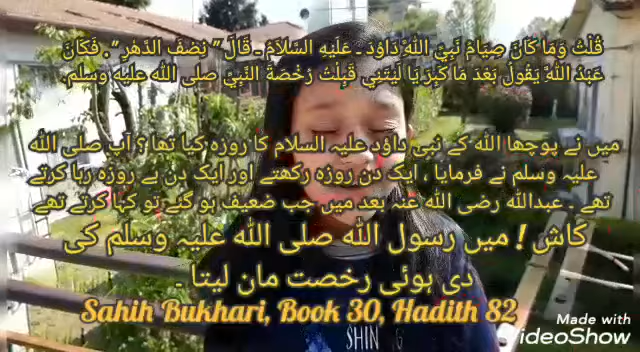 قُلْتُ وَمَا كَانَ صِيَامُ نَبِيِّ اللَّهِ دَاوُدَ ـ عَلَيْهِ السَّلاَمُ ـ قَالَ ‏"‏ نِصْفَ الدَّهْرِ ‏"‏‏.‏ فَكَانَ
عَبْدُ اللَّهِ يَقُولُ بَعْدَ مَا كَبِرَ يَا لَيْتَنِي قَبِلْتُ رُخْصَةَ النَّبِيِّ صلى الله عليه وسلم‏.‏
میں نے پوچھا اللہ کے نبی داؤد علیہ السلام کا روزہ کیا تھا ؟ آپ صلی اللہ
علیہ وسلم نے فرمایا ، ایک دن روزہ رکھتے اور ایک دن بے روزہ رہا کرتے
تھے ۔ عبداللہ رضی اللہ عنہ بعد میں جب ضعیف ہو گئے تو کہا کرتے تھے
کاش ! میں رسول اللہ صلی اللہ علیہ وسلم کی
دی ہوئی رخصت مان لیتا ۔
Sahih Bukhari, Book 30, Hadith 82
SHIN G
Made with
VideoShow